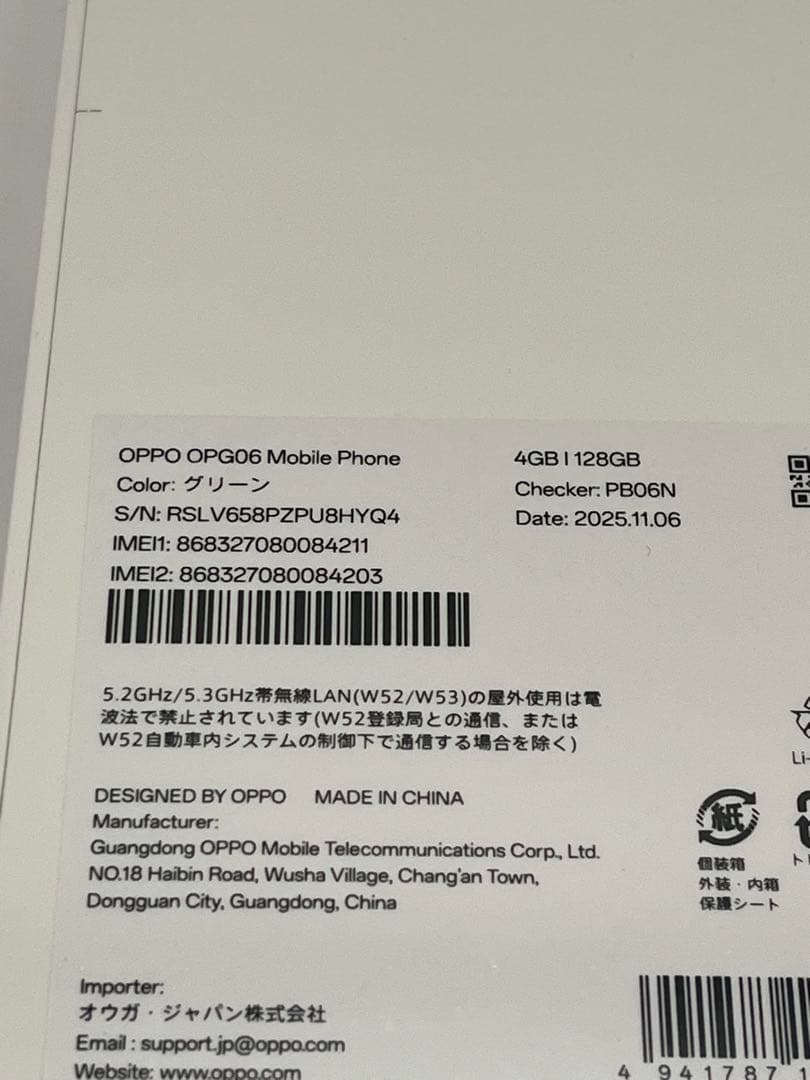 OPPO OPG06 Mobile Phone
Color: グリーン
S/N: RSLV658PZPU8HYQ4
IMEI1: 868327080084211
IMEI2: 868327080084203
4GB | 128GB
Checker: PB06N
Date: 2025.11.06
5.2GHz/5.3GHz帯無線LAN(W52/W53)の屋外使用は電
波法で禁止されています(W52登録局との通信、または
W52自動車内システムの制御下で通信する場合を除く)
DESIGNED BY OPPO MADE IN CHINA
Manufacturer:
Guangdong OPPO Mobile Telecommunications Corp., Ltd.
NO.18 Haibin Road, Wusha Village, Chang'an Town,
Dongguan City, Guangdong, China
Li-
紙
個装箱
外装・内箱
保護シート
Importer:
オウガ・ジャパン株式会社
Email : support.jp@oppo.com
Website: www.oppo.com
4 941787 1